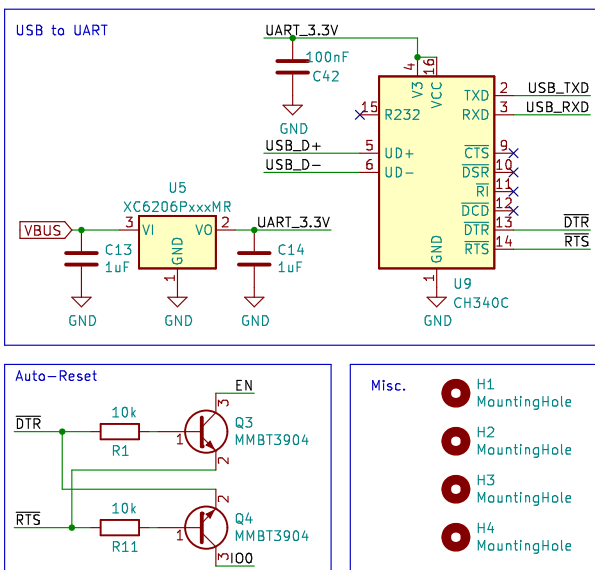 USB to UART
UART_3.3V
100nF
C42
GND
4
16
V3
VCC
15
R232
TXD
2
USB_TXD
RXD
3
USB_RXD
USB_D+
5
UD+
USB_D-
6
UD-
CTS
9
DSR
10
RI
11
DCD
12
DTR
13
DTR
RTS
14
RTS
GND
1
U9
CH340C
GND
U5
XC6206PxxxMR
VBUS
3
VI
VO
2
UART_3.3V
GND
1
C13
1uF
C14
1uF
GND
GND
GND
Auto-Reset
EN
3
DTR
10k
R1
1
Q3
MMBT3904
2
2
RTS
10k
R11
1
Q4
MMBT3904
3
IO0
Misc.
H1
MountingHole
H2
MountingHole
H3
MountingHole
H4
MountingHole